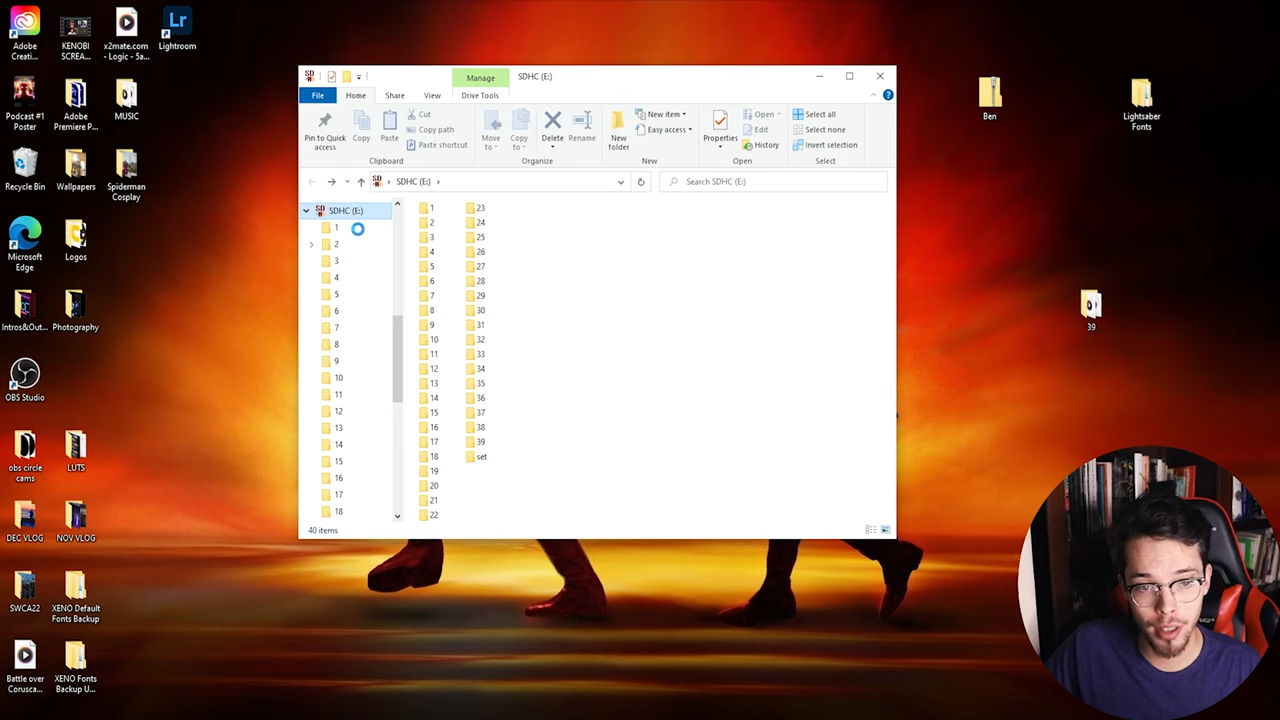 Adobe
Creati...
KENOBI
SCREA...
x2mate.com
- Logic - 5a...
Lr
Lightroom
Podcast #1
Poster
Adobe
Premiere P...
MUSIC
Recycle Bin
Wallpapers
Spiderman
Cosplay
Microsoft
Edge
Logos
Intros&Out...
Photography
OBS Studio
obs circle
cams
LUTS
DEC VLOG
NOV VLOG
SWCA22
XENO Default
Fonts Backup
Battle over
Corusca...
XENO Fonts
Backup U...
SD
Manage
SDHC (E:)
File
Home
Share
View
Drive Tools
Pin to Quick
access
Copy
Paste
Cut
Copy path
Paste shortcut
Clipboard
Move
to
Copy
to
Delete
Rename
Organize
New
folder
New item
Easy access
New
Properties
Open
Edit
History
Open
Select all
Select none
Invert selection
Select
SDHC (E:)
Search SDHC (E:)
SDHC (E:)
1
2
3
4
5
6
7
8
9
10
11
12
13
14
15
16
17
18
1
2
3
4
5
6
7
8
9
10
11
12
13
14
15
16
17
18
19
20
21
22
23
24
25
26
27
28
29
30
31
32
33
34
35
36
37
38
39
set
40 items
Ben
Lightsaber
Fonts
39